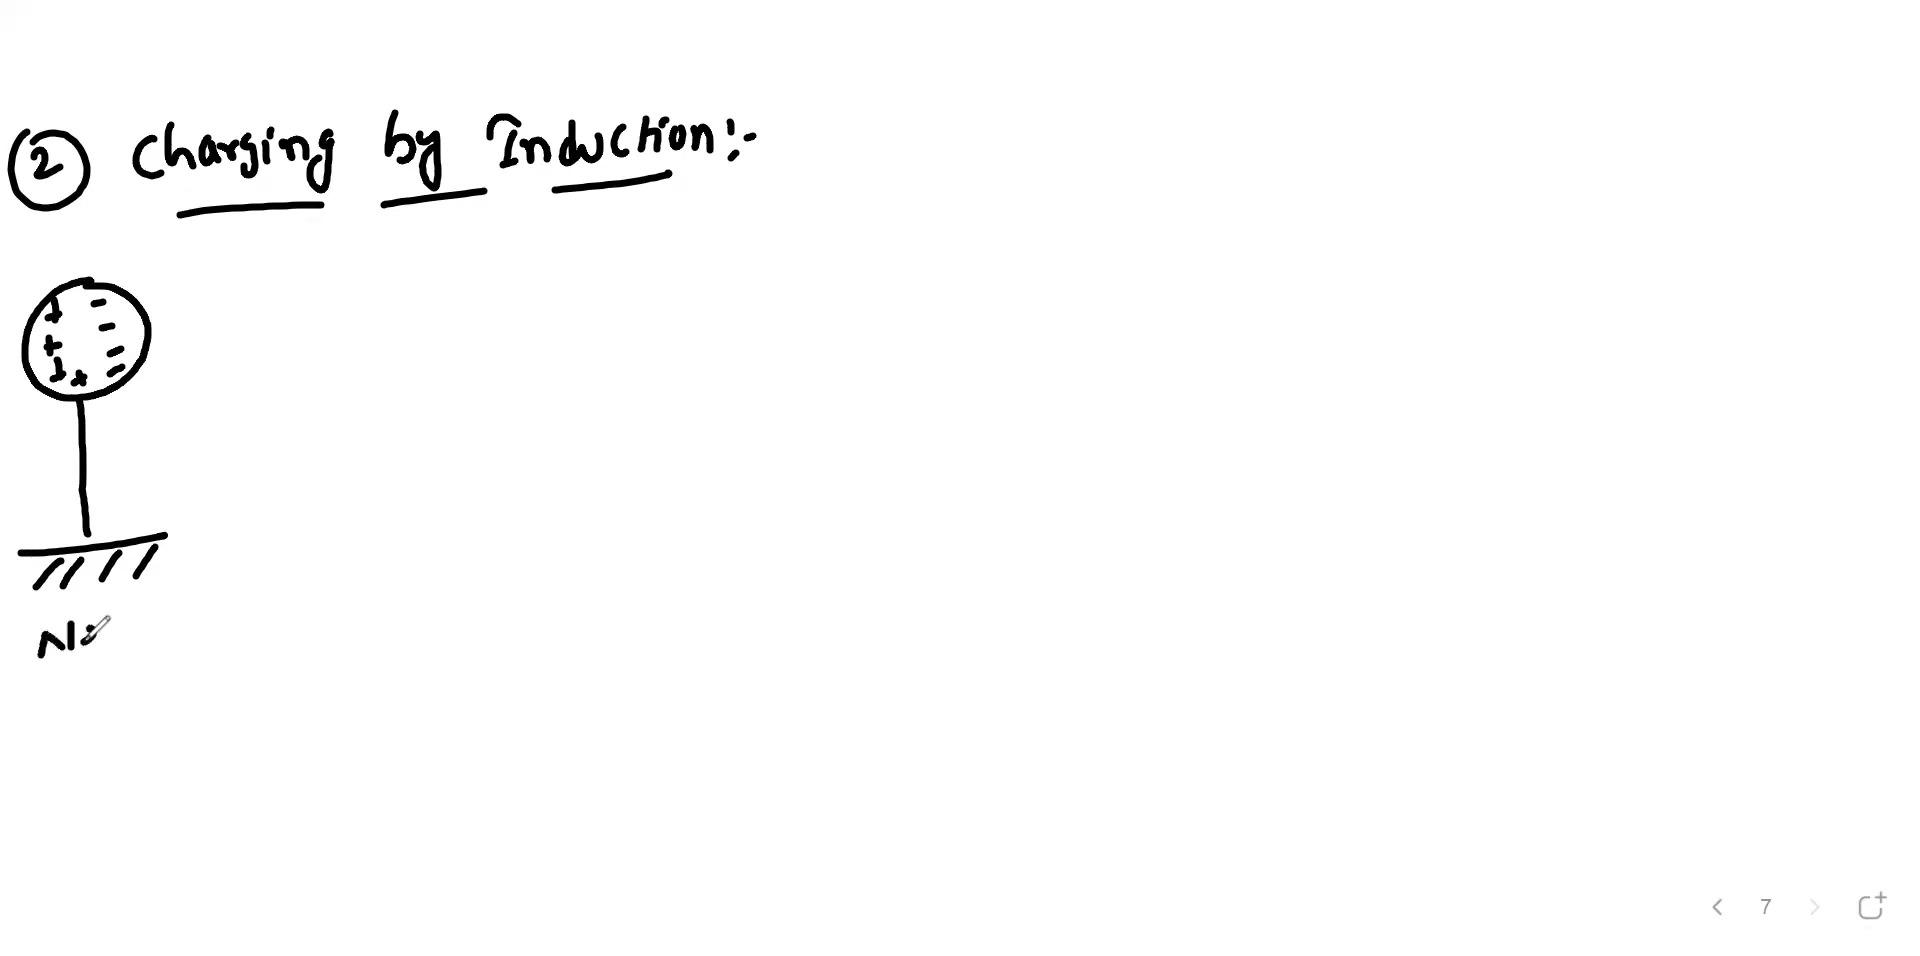 ② Charging by Induction:-
+ -
-
+ -
+ + -
7